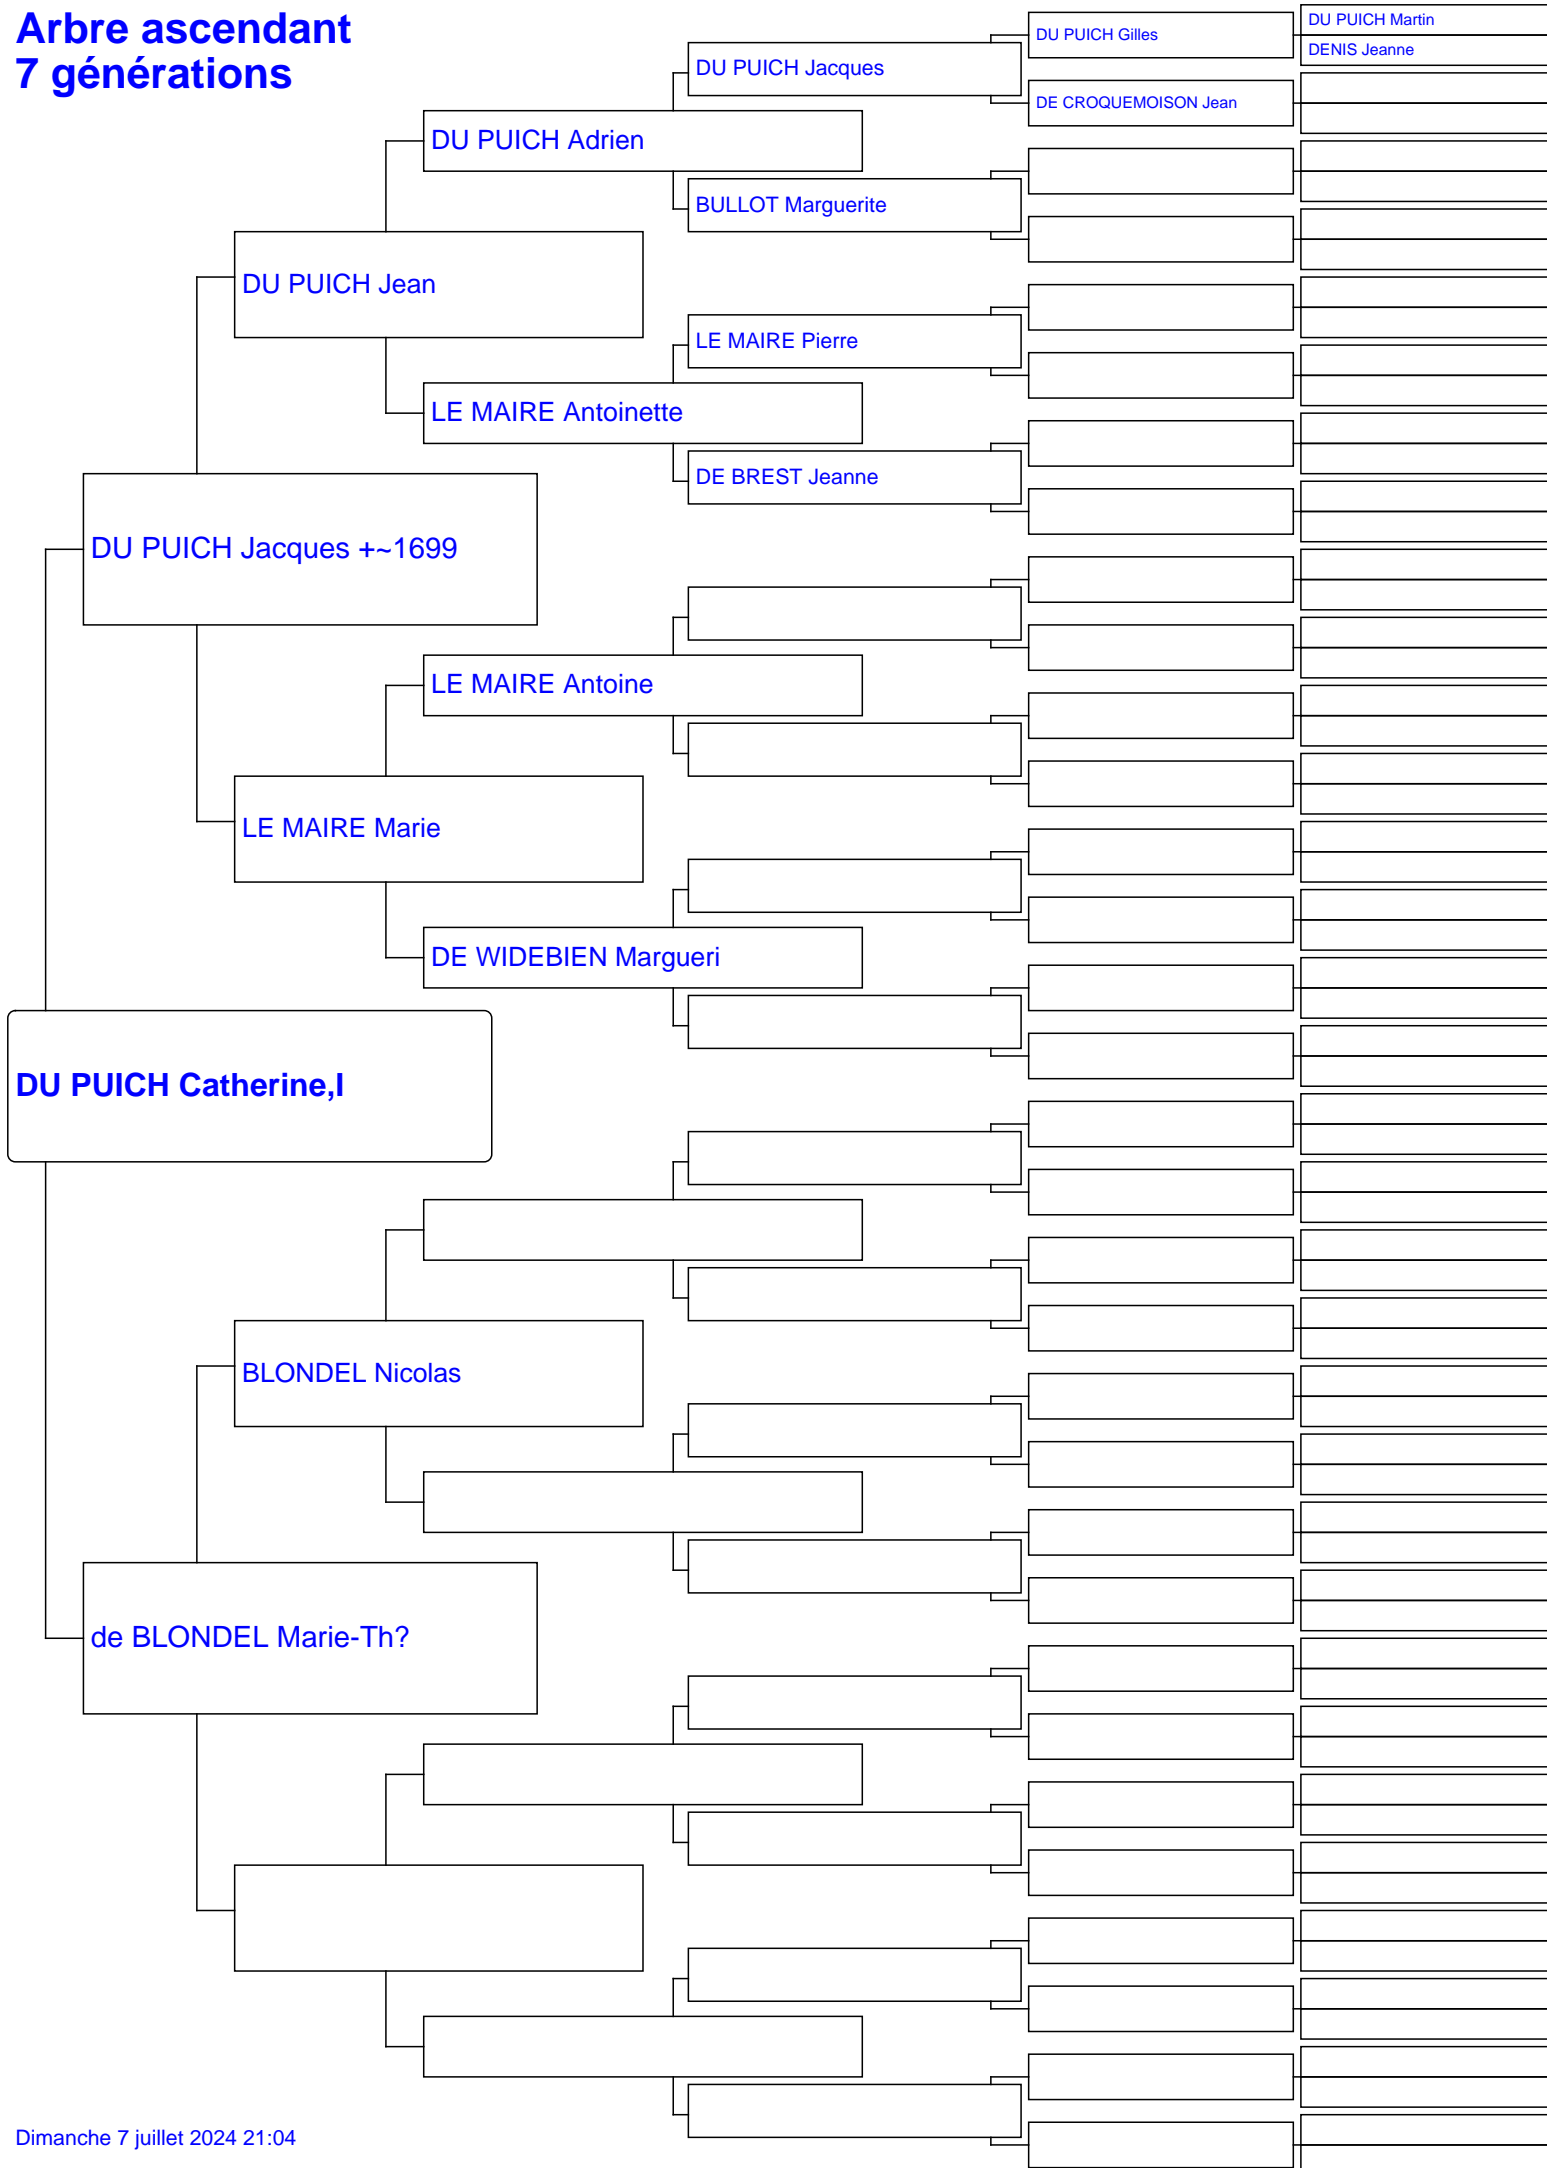 Arbre ascendant
7 générations
DU PUICH Martin
DU PUICH Gilles
DENIS Jeanne
DU PUICH Jacques
DE CROQUEMOISON Jean
DU PUICH Adrien
BULLOT Marguerite
DU PUICH Jean
LE MAIRE Pierre
LE MAIRE Antoinette
DE BREST Jeanne
DU PUICH Jacques +~1699
LE MAIRE Antoine
LE MAIRE Marie
DE WIDEBIEN Margueri
DU PUICH Catherine,I
BLONDEL Nicolas
de BLONDEL Marie-Th?
Dimanche 7 juillet 2024 21:04